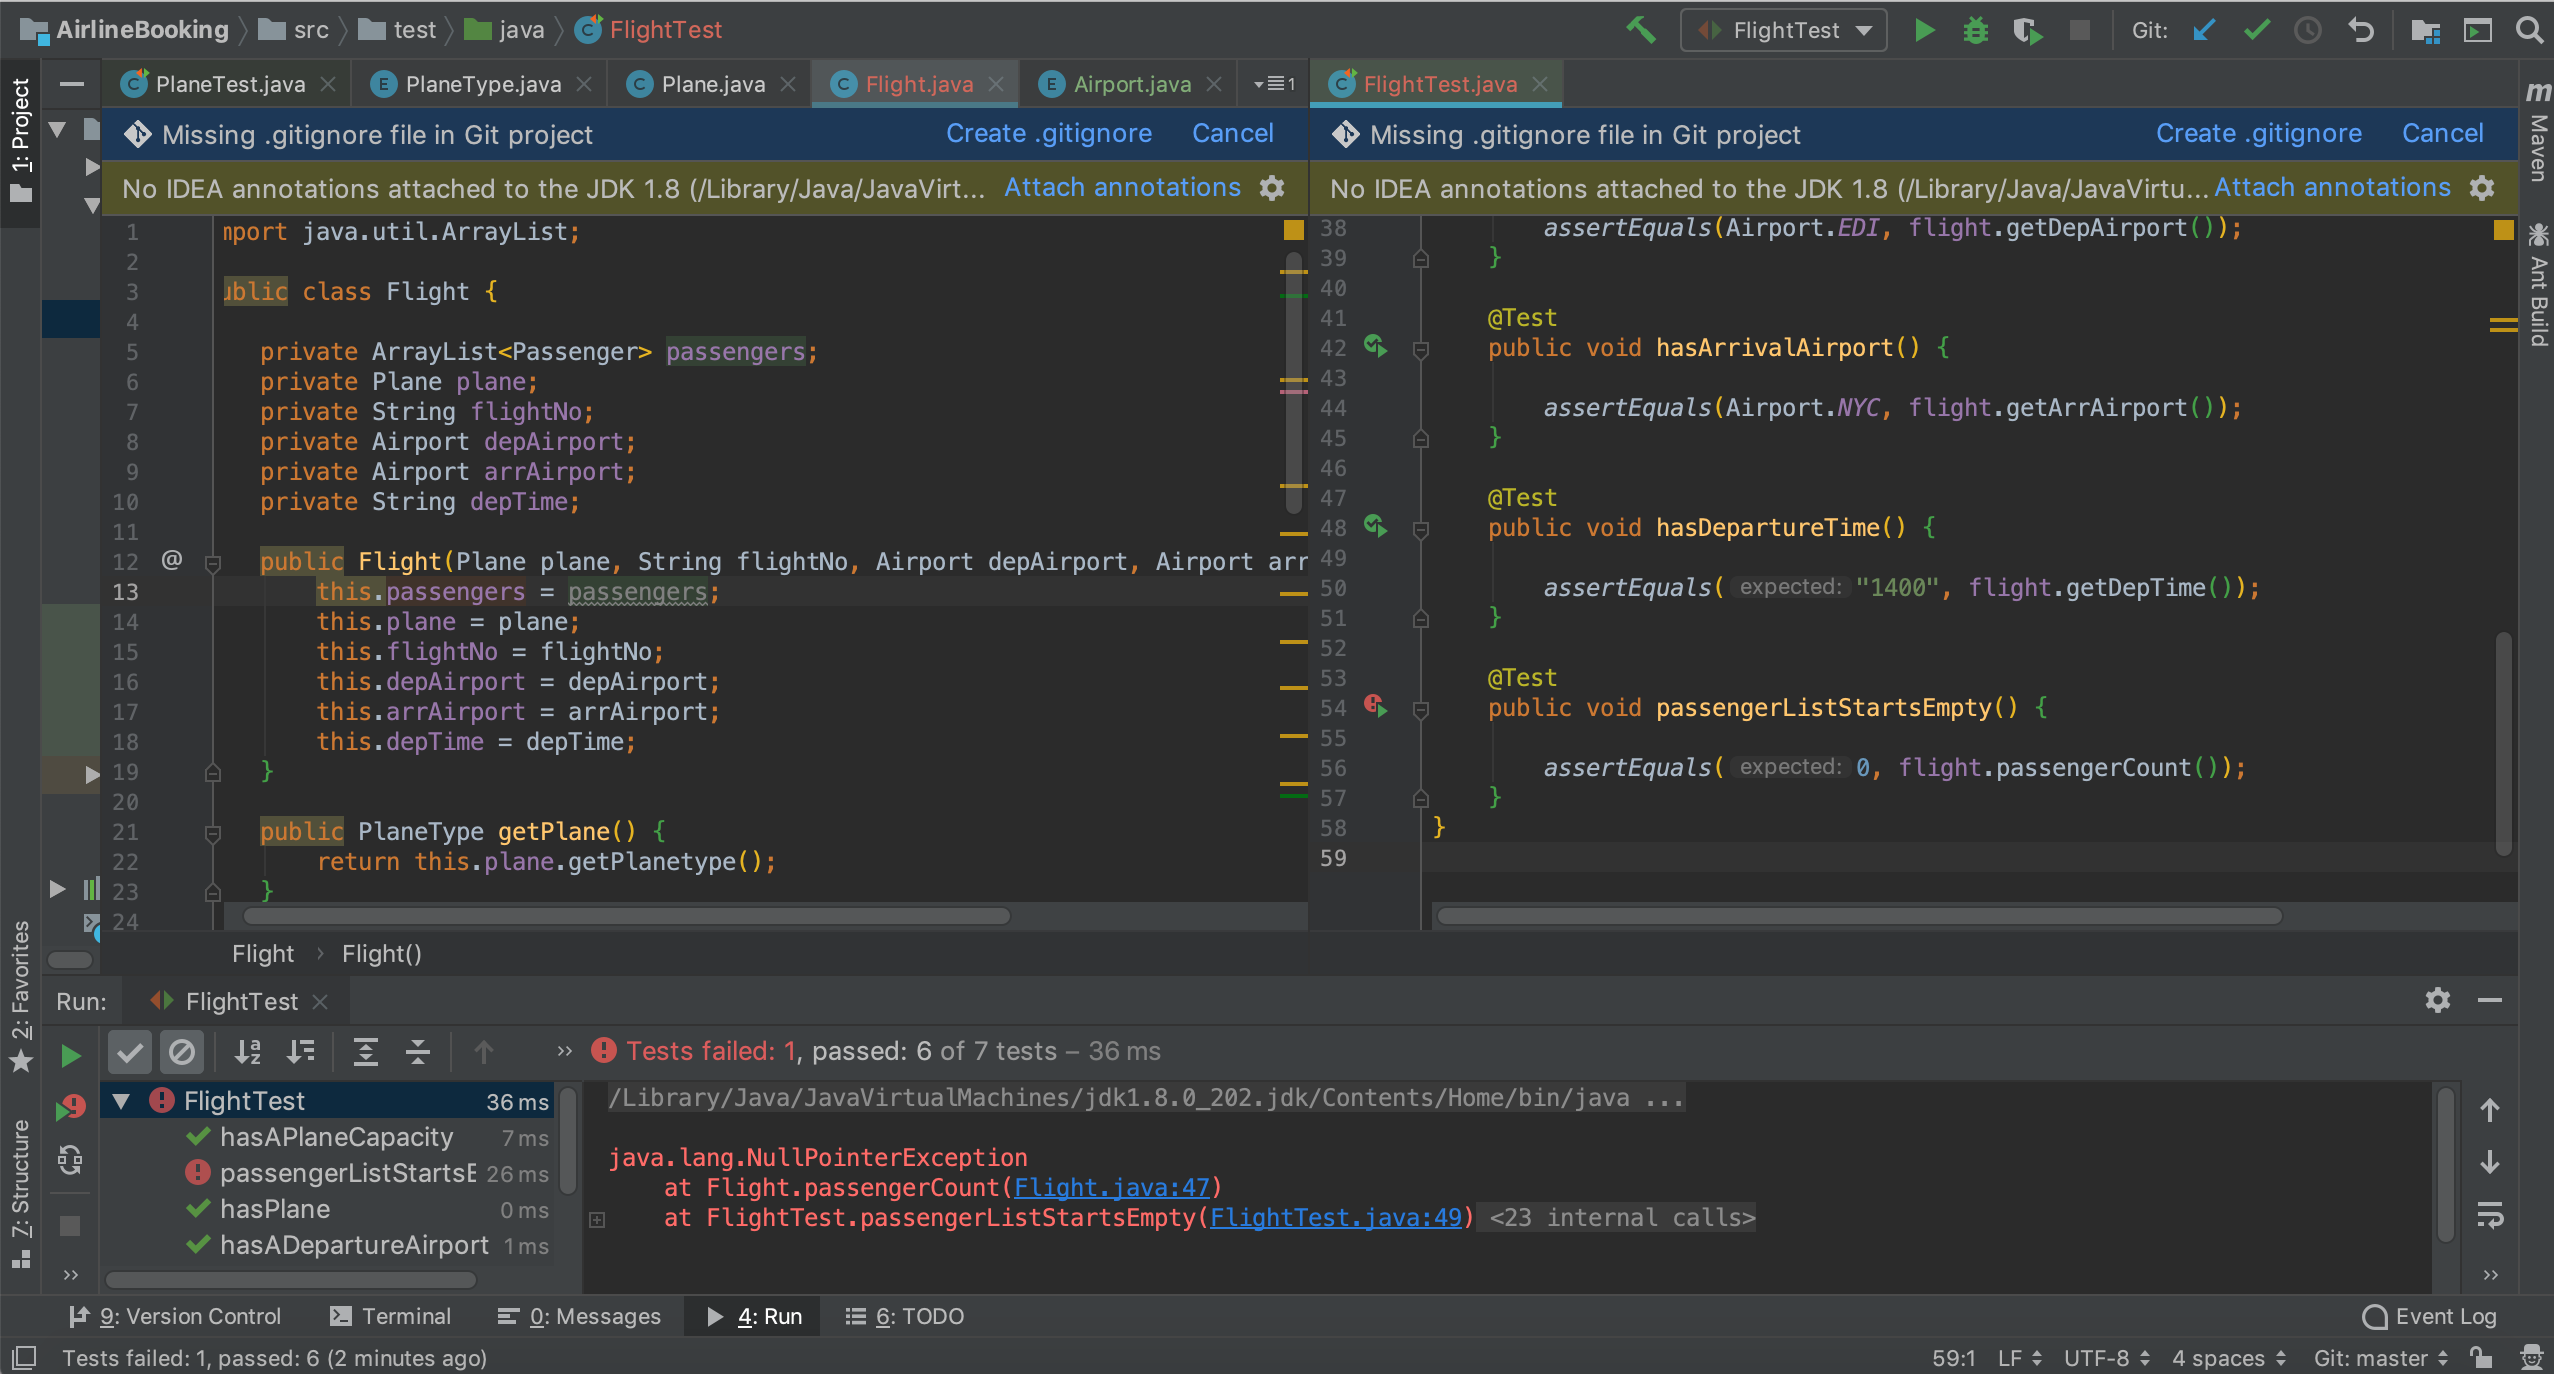 AirlineBooking src test java FlightTest
FlightTest Git:
PlaneTest.java PlaneType.java Plane.java Flight.java Airport.java 1 FlightTest.java
Missing .gitignore file in Git project Create .gitignore Cancel
Missing .gitignore file in Git project Create .gitignore Cancel
No IDEA annotations attached to the JDK 1.8 (/Library/Java/JavaVirt... Attach annotations
No IDEA annotations attached to the JDK 1.8 (/Library/Java/JavaVirtu... Attach annotations
1: Project
2: Favorites
7: Structure
1 mport java.util.ArrayList;
2
3 ublic class Flight {
4
5 private ArrayList<Passenger> passengers;
6 private Plane plane;
7 private String flightNo;
8 private Airport depAirport;
9 private Airport arrAirport;
10 private String depTime;
11
12 @ public Flight(Plane plane, String flightNo, Airport depAirport, Airport arr
13 this.passengers = passengers;
14 this.plane = plane;
15 this.flightNo = flightNo;
16 this.depAirport = depAirport;
17 this.arrAirport = arrAirport;
18 this.depTime = depTime;
19 }
20
21 public PlaneType getPlane() {
22 return this.plane.getPlanetype();
23 }
24
Flight › Flight()
38 assertEquals(Airport.EDI, flight.getDepAirport());
39 }
40
41 @Test
42 public void hasArrivalAirport() {
43
44 assertEquals(Airport.NYC, flight.getArrAirport());
45 }
46
47 @Test
48 public void hasDepartureTime() {
49
50 assertEquals( expected: "1400", flight.getDepTime());
51 }
52
53 @Test
54 public void passengerListStartsEmpty() {
55
56 assertEquals( expected: 0, flight.passengerCount());
57 }
58 }
59
m Maven
Ant Build
Run: FlightTest
» Tests failed: 1, passed: 6 of 7 tests – 36 ms
FlightTest 36 ms
hasAPlaneCapacity 7 ms
passengerListStartsE 26 ms
hasPlane 0 ms
hasADepartureAirport 1 ms
/Library/Java/JavaVirtualMachines/jdk1.8.0_202.jdk/Contents/Home/bin/java ...
java.lang.NullPointerException
at Flight.passengerCount(Flight.java:47)
at FlightTest.passengerListStartsEmpty(FlightTest.java:49) <23 internal calls>
9: Version Control Terminal 0: Messages 4: Run 6: TODO Event Log
Tests failed: 1, passed: 6 (2 minutes ago) 59:1 LF UTF-8 4 spaces Git: master